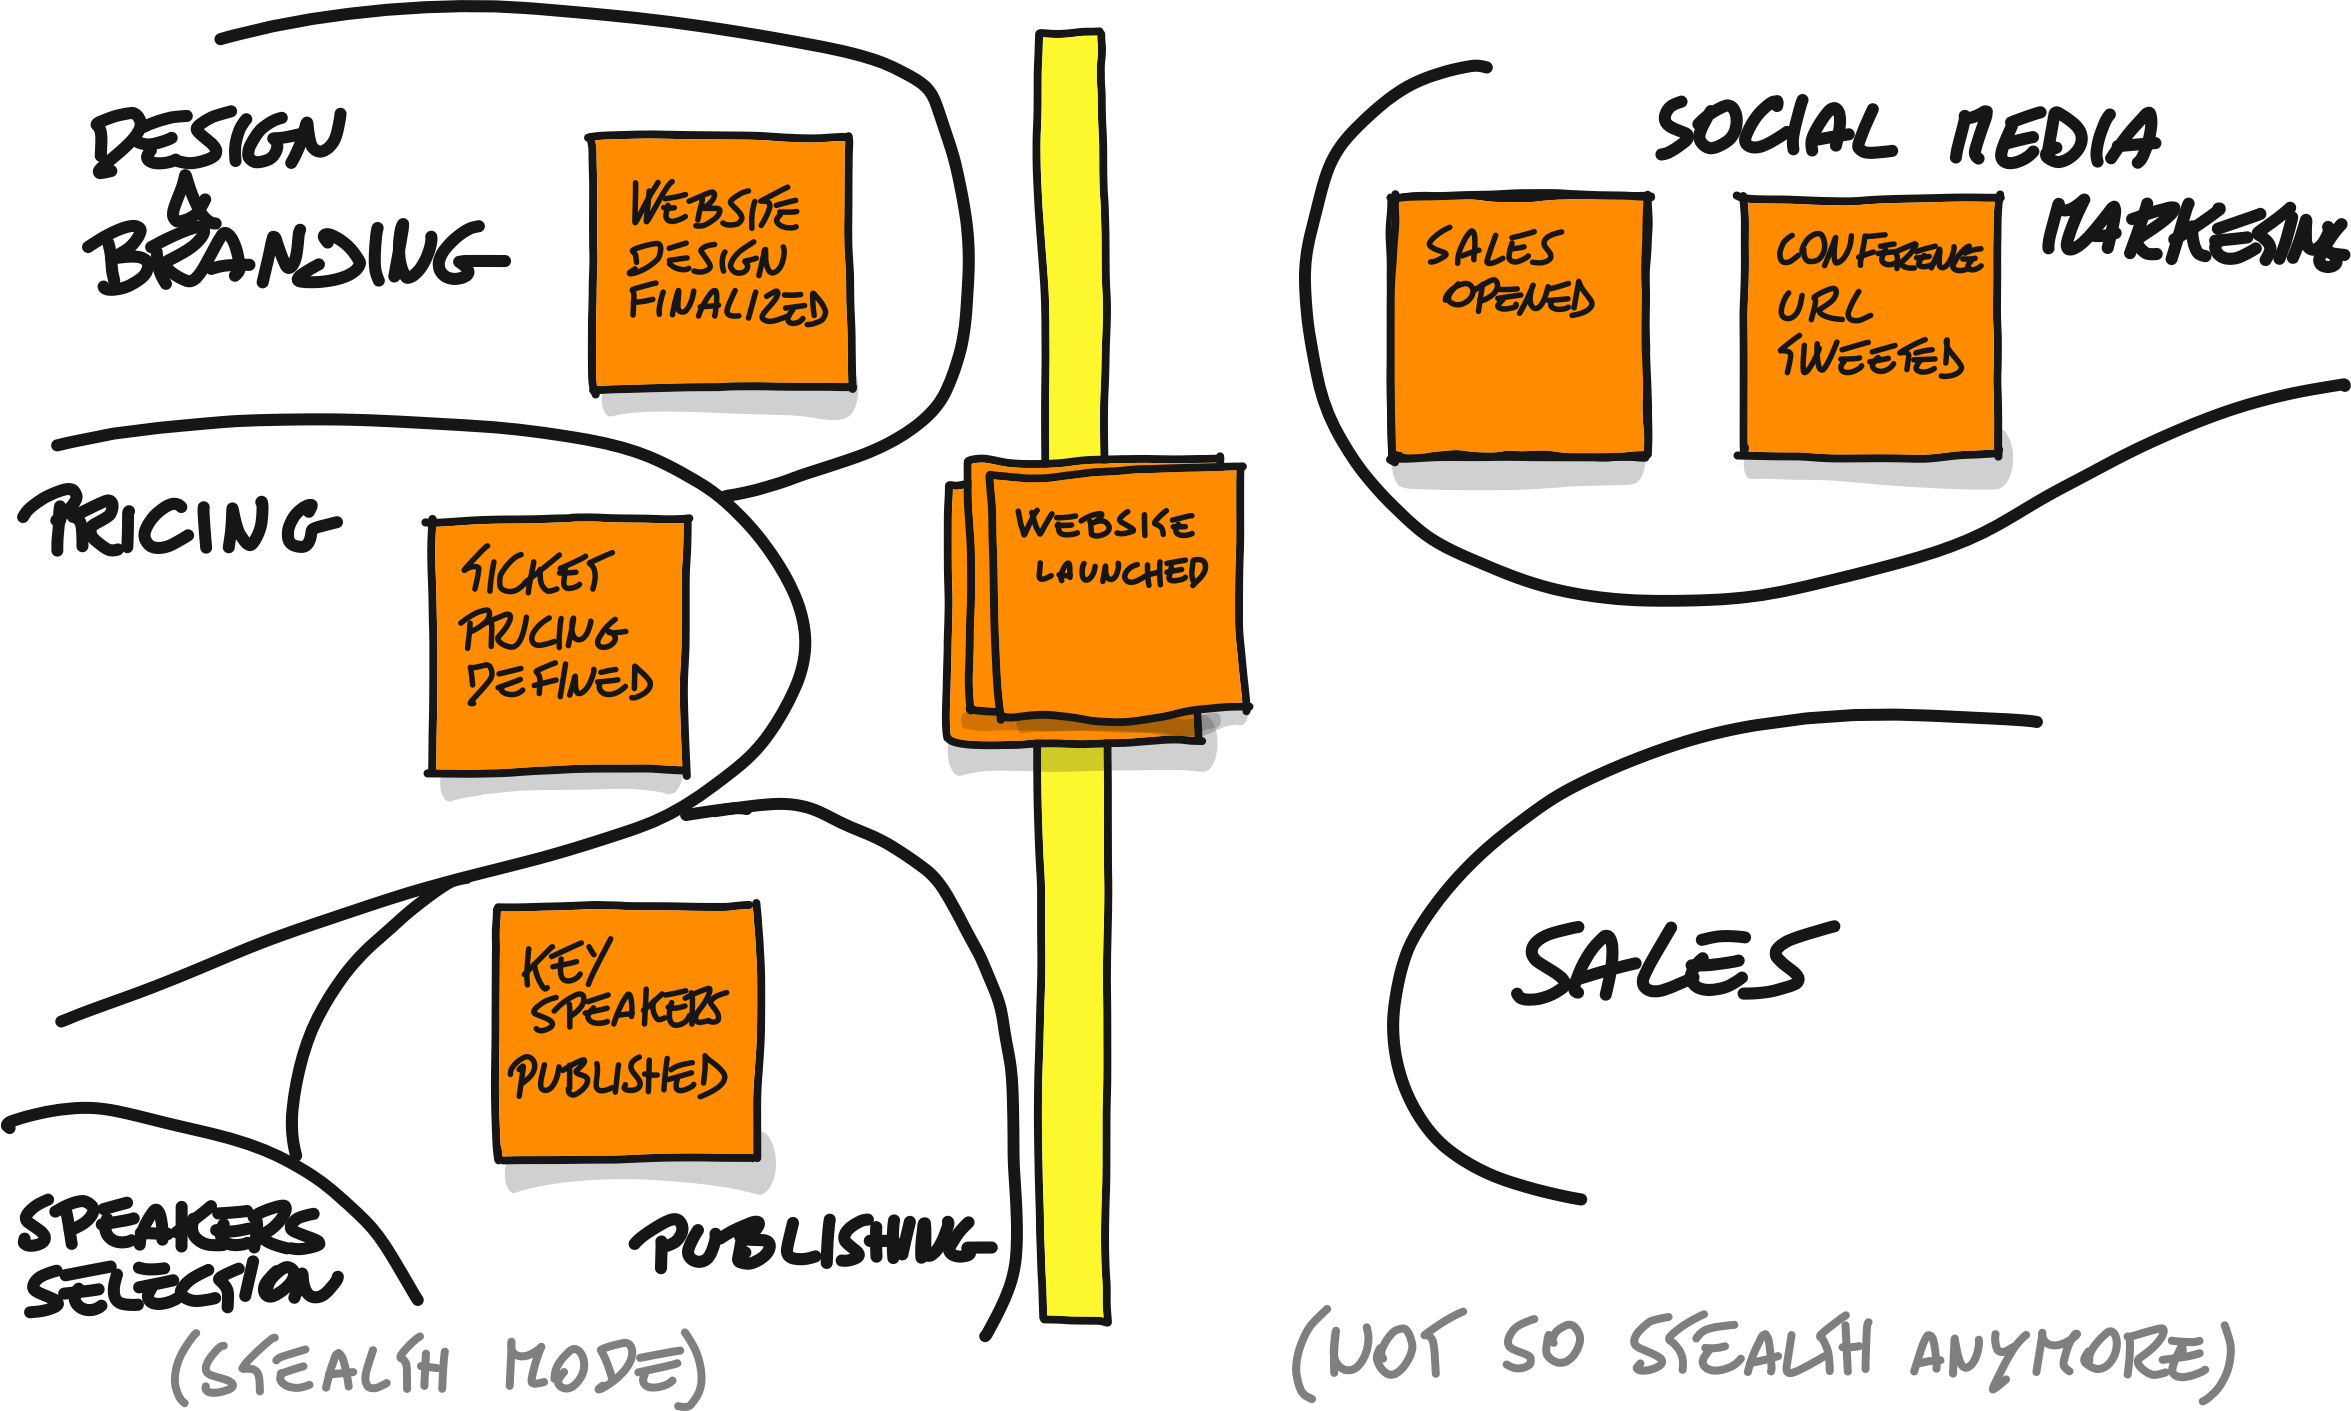 DESIGN
&
BRANDING
WEBSITE
DESIGN
FINALIZED
PRICING
TICKET
PRICING
DEFINED
KEY
SPEAKERS
PUBLISHED
SPEAKERS
SELECTION
PUBLISHING
(STEALTH MODE)
WEBSITE
LAUNCHED
SOCIAL MEDIA
MARKETING
SALES
OPENED
CONFERENCE
URL
TWEETED
SALES
(NOT SO STEALTH ANYMORE)